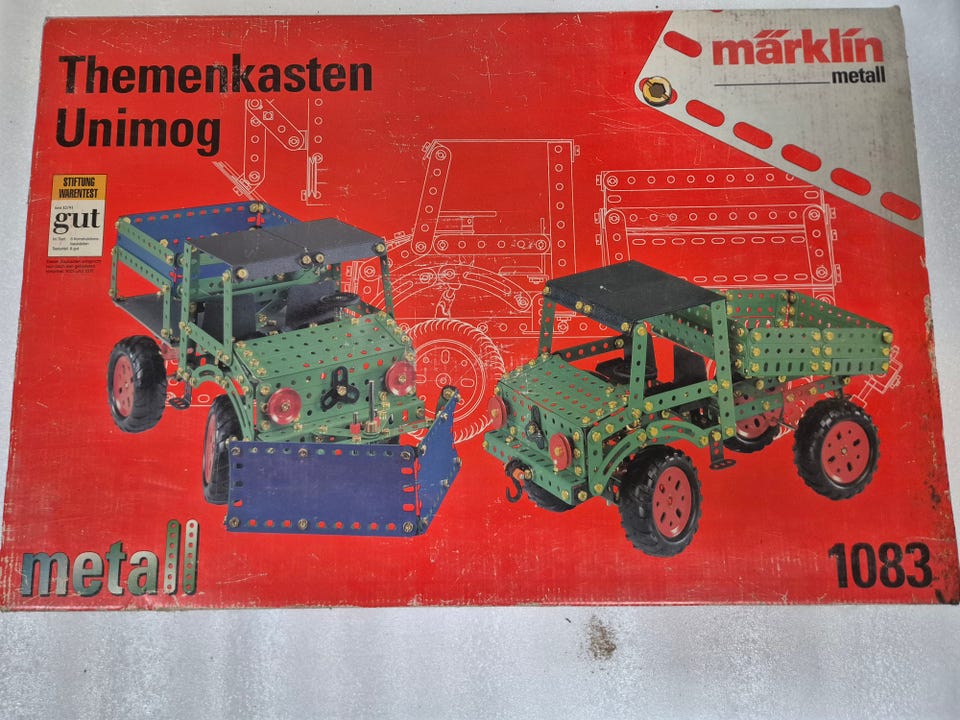 Themenkasten
Unimog
märklin
metall
STIFTUNG
WARENTEST
gut
metall
1083